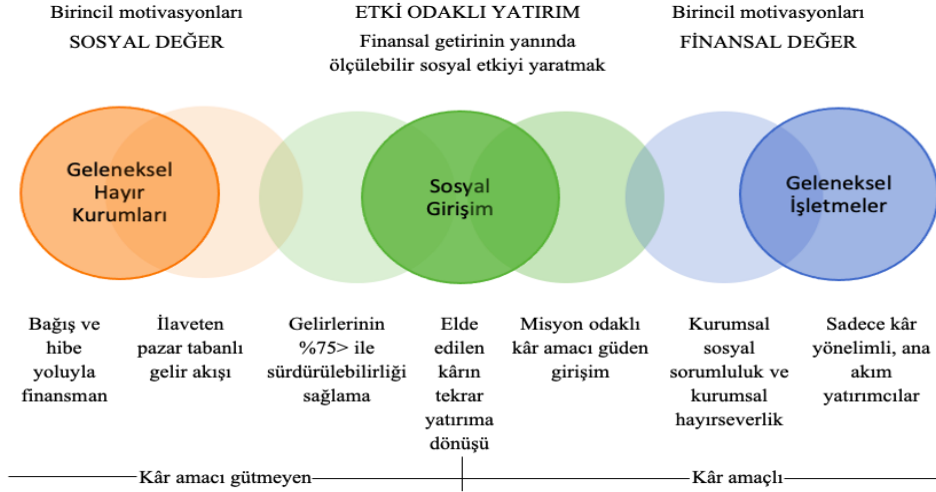 Birincil motivasyonları
SOSYAL DEĞER
ETKİ ODAKLI YATIRIM
Finansal getirinin yanında
ölçülebilir sosyal etkiyi yaratmak
Birincil motivasyonları
FİNANSAL DEĞER
Geleneksel
Hayır
Kurumları
Sosyal
Girişim
Geleneksel
İşletmeler
Bağış ve
hibe
yoluyla
finansman
İlaveten
pazar tabanlı
gelir akışı
Gelirlerinin
%75> ile
sürdürülebilirliği
sağlama
Elde
edilen
kârın
tekrar
yatırıma
dönüşü
Misyon odaklı
kâr amacı güden
girişim
Kurumsal
sosyal
sorumluluk ve
kurumsal
hayırseverlik
Sadece kâr
yönelimli, ana
akım
yatırımcılar
Kâr amacı gütmeyen
Kâr amaçlı